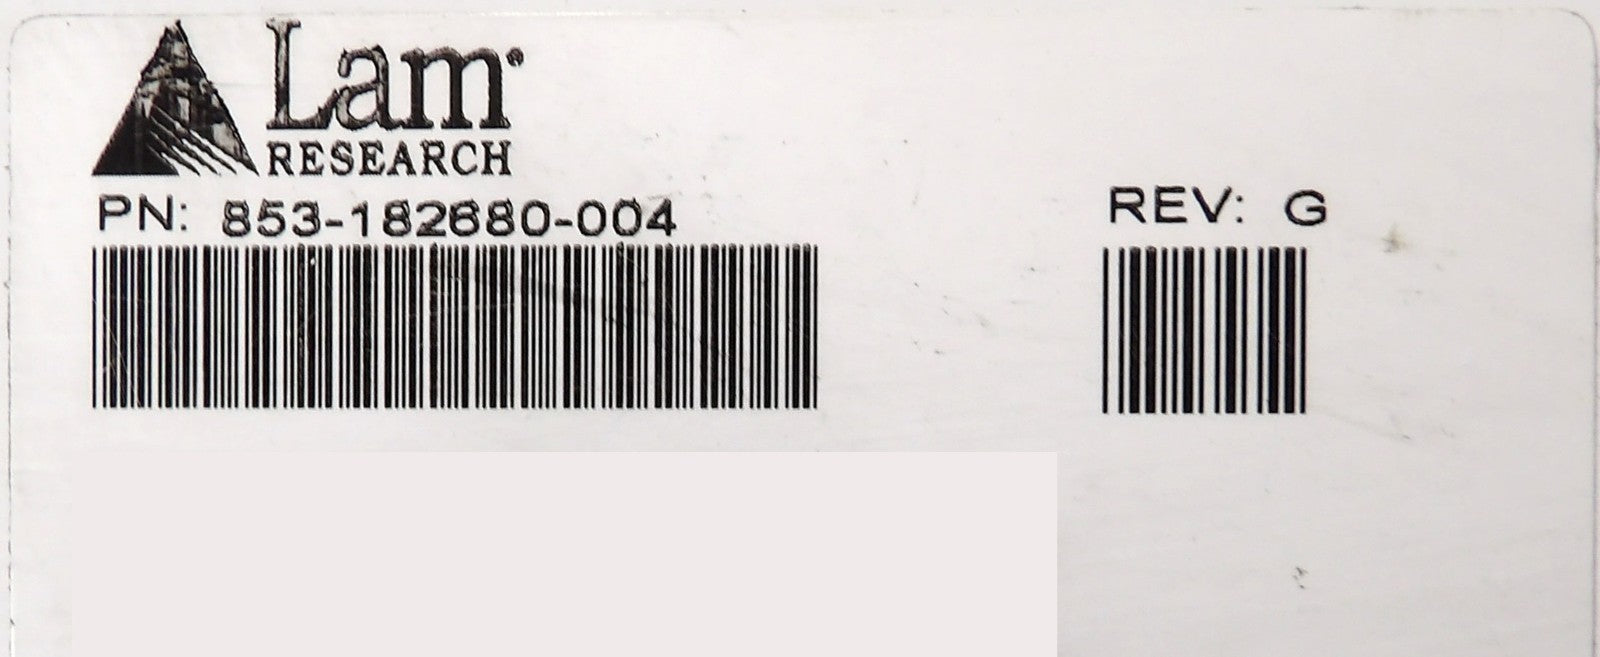 Lam®
RESEARCH
PN: 853-182680-004
REV: G